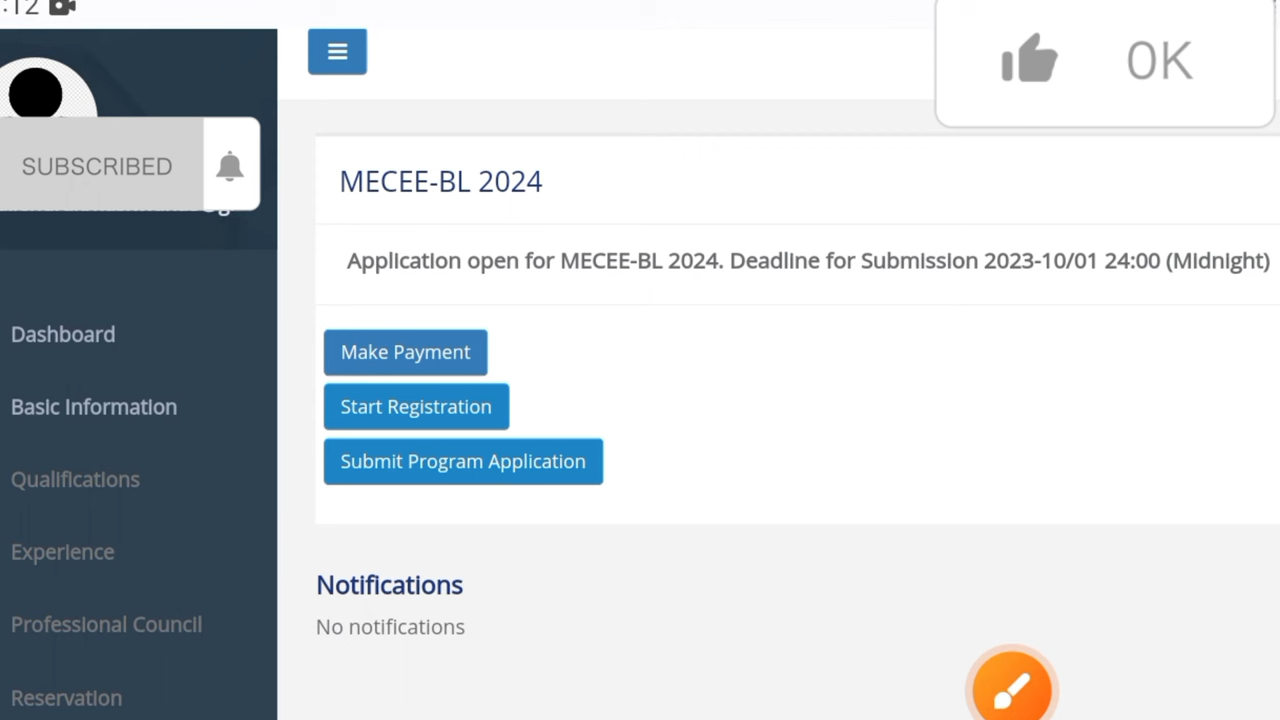 :12
0K
SUBSCRIBED
MECEE-BL 2024
Application open for MECEE-BL 2024. Deadline for Submission 2023-10/01 24:00 (Midnight)
Dashboard
Make Payment
Basic Information
Start Registration
Submit Program Application
Qualifications
Experience
Notifications
Professional Council
No notifications
Reservation